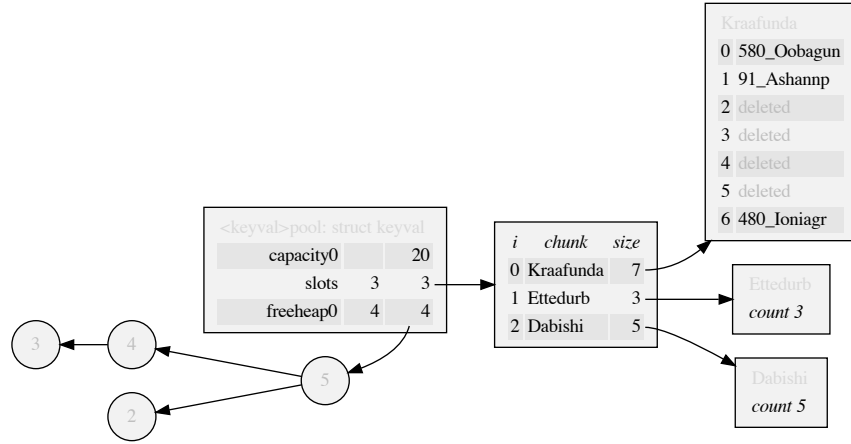 Kraafunda
0 580_Oobagun
1 91_Ashannp
2 deleted
3 deleted
4 deleted
5 deleted
6 480_Ioniagr
<keyval>pool: struct keyval
capacity0 20
slots 3 3
freeheap0 4 4
i chunk size
0 Kraafunda 7
1 Ettedurb 3
2 Dabishi 5
Ettedurb
count 3
Dabishi
count 5
3
4
5
2